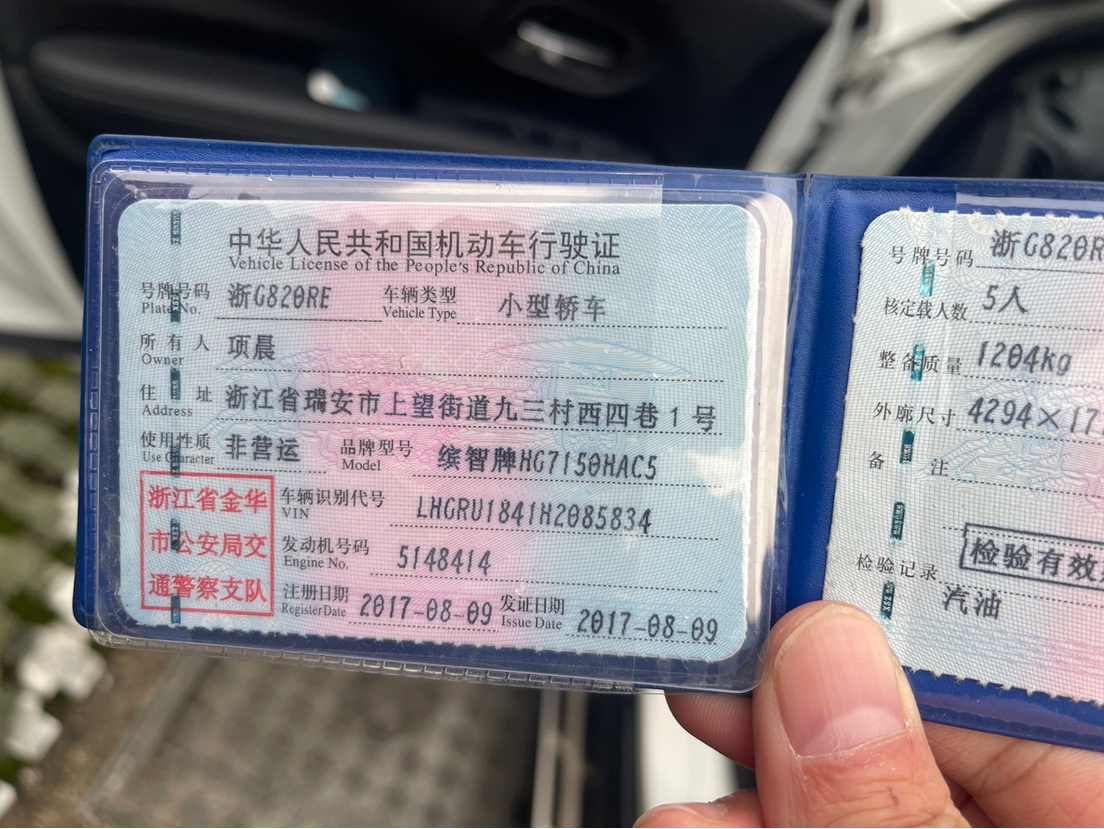 中华人民共和国机动车行驶证
Vehicle License of the People's Republic of China
号牌号码 浙G820RE 车辆类型 小型轿车
Plate No. Vehicle Type
所有人 项晨
Owner
住址 浙江省瑞安市上望街道九三村西四巷1号
Address
使用性质 非营运 品牌型号 缤智牌HG7150HAC5
Use Character Model
浙江省金华
市公安局交
通警察支队
车辆识别代号 LHGRU1841H2085834
VIN
发动机号码 5148414
Engine No.
注册日期 2017-08-09 发证日期 2017-08-09
Register Date Issue Date
号牌号码 浙G820R
核定载人数 5人
整备质量 1204kg
外廓尺寸 4294×17
备注
检验有效
检验记录
汽油